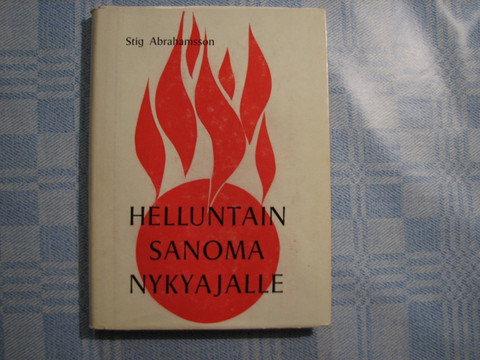 Stig Abrahamsson
HELLUNTAIN
SANOMA
NYKYAJALLE